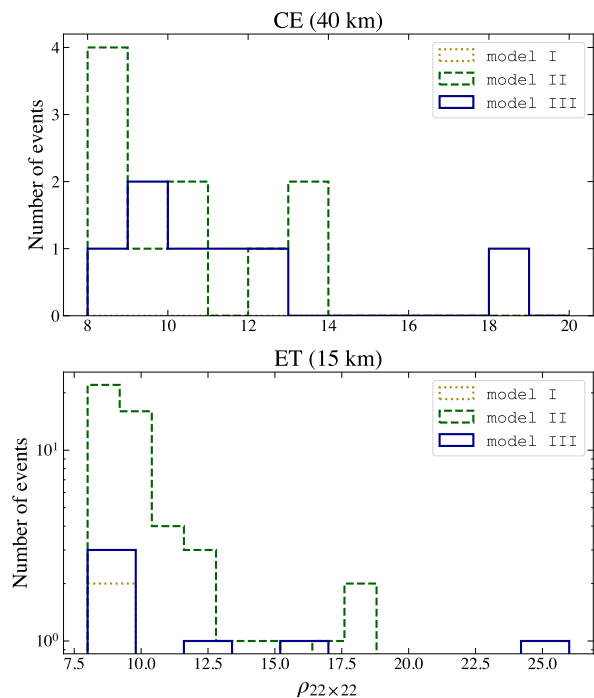 CE (40 km)
Number of events
4
3
2
1
0
model I
model II
model III
8 10 12 14 16 18 20
ET (15 km)
Number of events
10¹
10⁰
model I
model II
model III
7.5 10.0 12.5 15.0 17.5 20.0 22.5 25.0
ρ₂₂ₓ₂₂